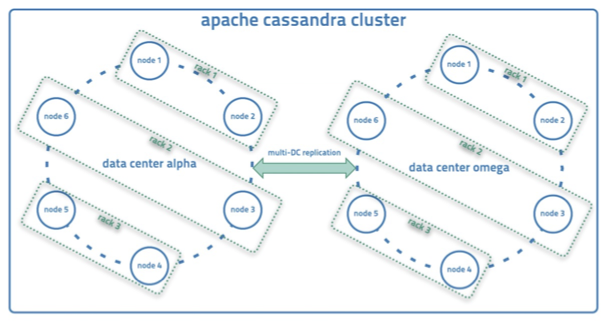 apache cassandra cluster
node 1
rack 1
node 2
node 6
rack 2
data center alpha
node 5
node 3
rack 3
node 4
multi-DC replication
node 1
rack 1
node 2
node 6
rack 2
data center omega
node 5
node 3
rack 3
node 4